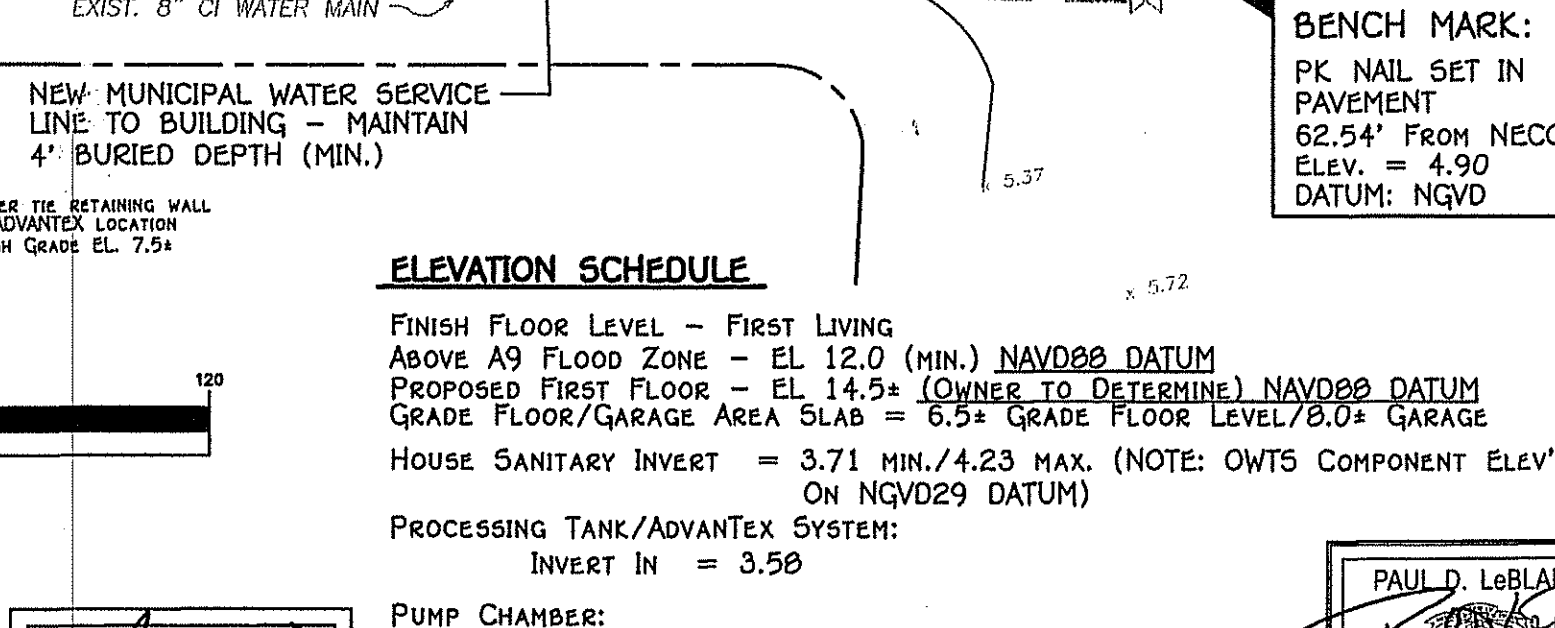 EXIST. 8" CI WATER MAIN
NEW MUNICIPAL WATER SERVICE
LINE TO BUILDING – MAINTAIN
4' BURIED DEPTH (MIN.)
TIE RETAINING WALL
ADVANTEX LOCATION
GRADE EL. 7.5±
BENCH MARK:
PK NAIL SET IN
PAVEMENT
62.54' FROM
ELEV. = 4.90
DATUM: NGVD
x 5.37
x 5.72
120
ELEVATION SCHEDULE
FINISH FLOOR LEVEL – FIRST LIVING
ABOVE A9 FLOOD ZONE – EL 12.0 (MIN.) NAVD88 DATUM
PROPOSED FIRST FLOOR – EL 14.5± (OWNER TO DETERMINE) NAVD88 DATUM
GRADE FLOOR/GARAGE AREA SLAB = 6.5± GRADE FLOOR LEVEL/8.0± GARAGE
HOUSE SANITARY INVERT = 3.71 MIN./4.23 MAX. (NOTE: OWTS COMPONENT ELEV'
ON NGVD29 DATUM)
PROCESSING TANK/ADVANTEX SYSTEM:
INVERT IN = 3.58
PUMP CHAMBER:
PAUL D. LeBLA